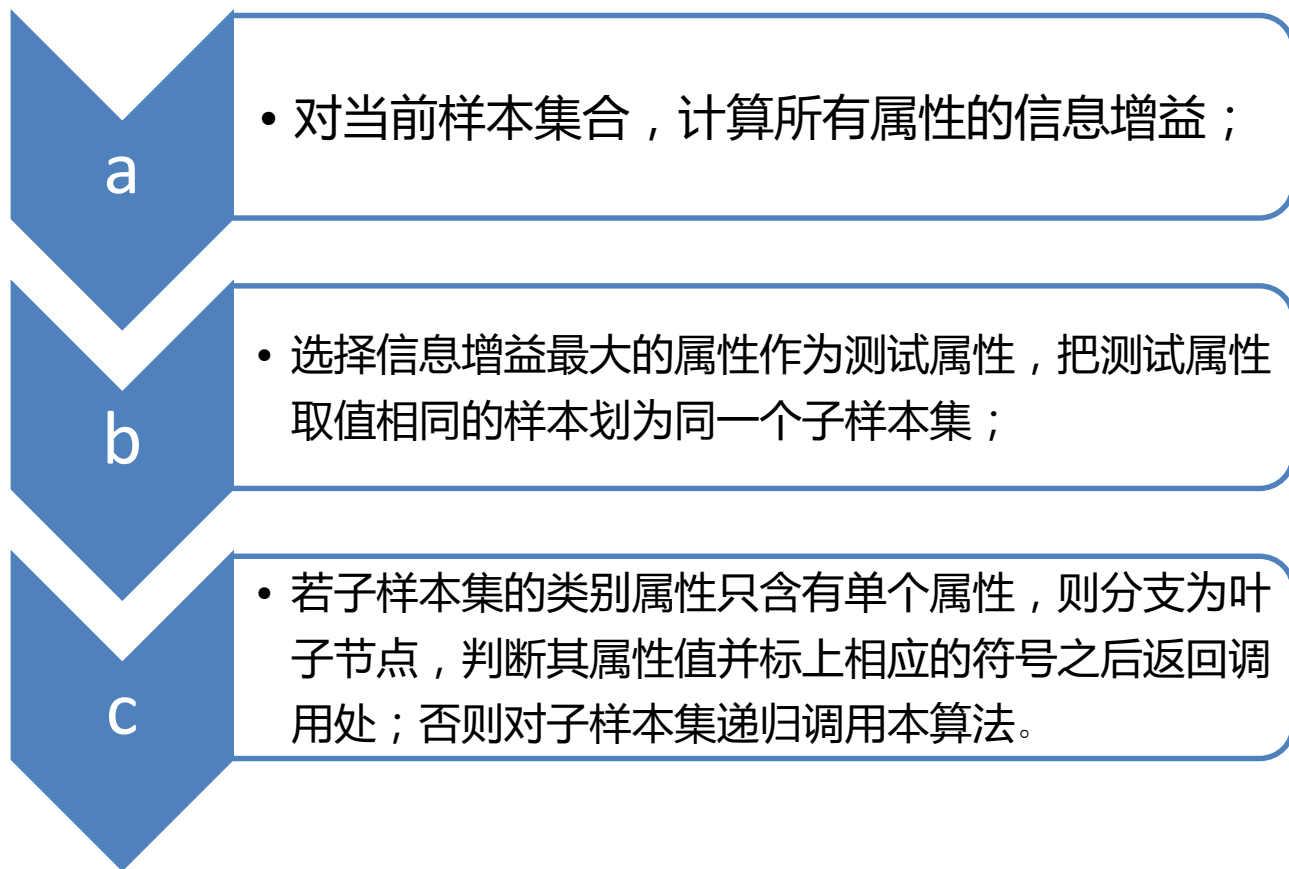 a
• 对当前样本集合，计算所有属性的信息增益；
b
• 选择信息增益最大的属性作为测试属性，把测试属性
取值相同的样本划为同一个子样本集；
c
• 若子样本集的类别属性只含有单个属性，则分支为叶
子节点，判断其属性值并标上相应的符号之后返回调
用处；否则对子样本集递归调用本算法。